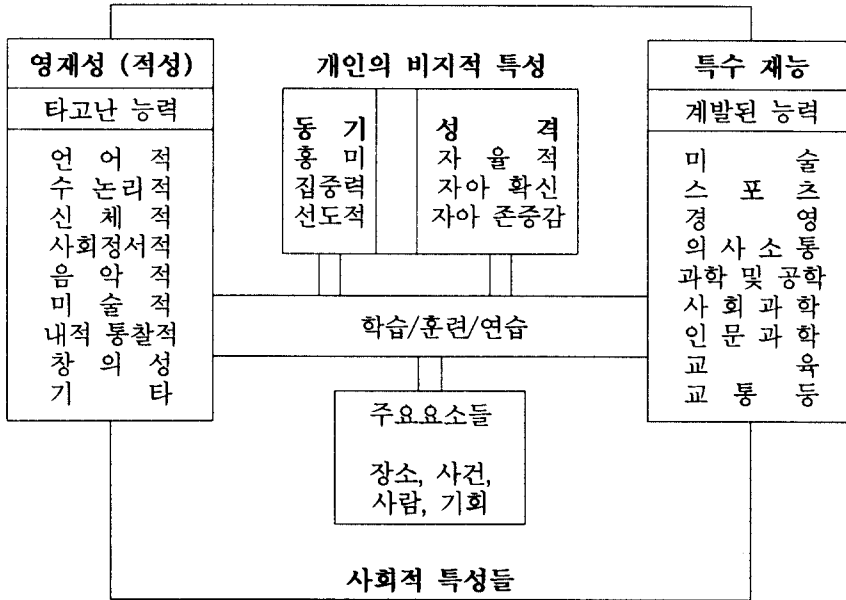 영재성 (적성)
타고난 능력
언 어 적
수 논리적
신 체 적
사회정서적
음 악 적
미 술 적
내적 통찰적
창 의 성
기 타
개인의 비지적 특성
동 기
흥 미
집중력
선도적
성 격
자 율 적
자아 확신
자아 존중감
학습/훈련/연습
주요요소들
장소, 사건,
사람, 기회
사회적 특성들
특수 재능
계발된 능력
미 술
스 포 츠
경 영
의 사 소 통
과학 및 공학
사 회 과 학
인 문 과 학
교 육
교 통 등